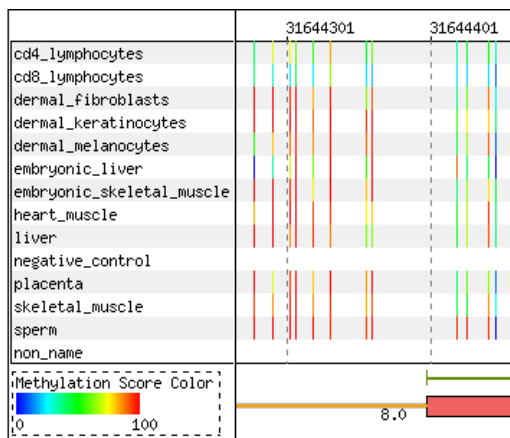 31644301 31644401
cd4_lymphocytes
cd8_lymphocytes
dermal_fibroblasts
dermal_keratinocytes
dermal_melanocytes
embryonic_liver
embryonic_skeletal_muscle
heart_muscle
liver
negative_control
placenta
skeletal_muscle
sperm
non_name
Methylation Score Color
0 100
8.0